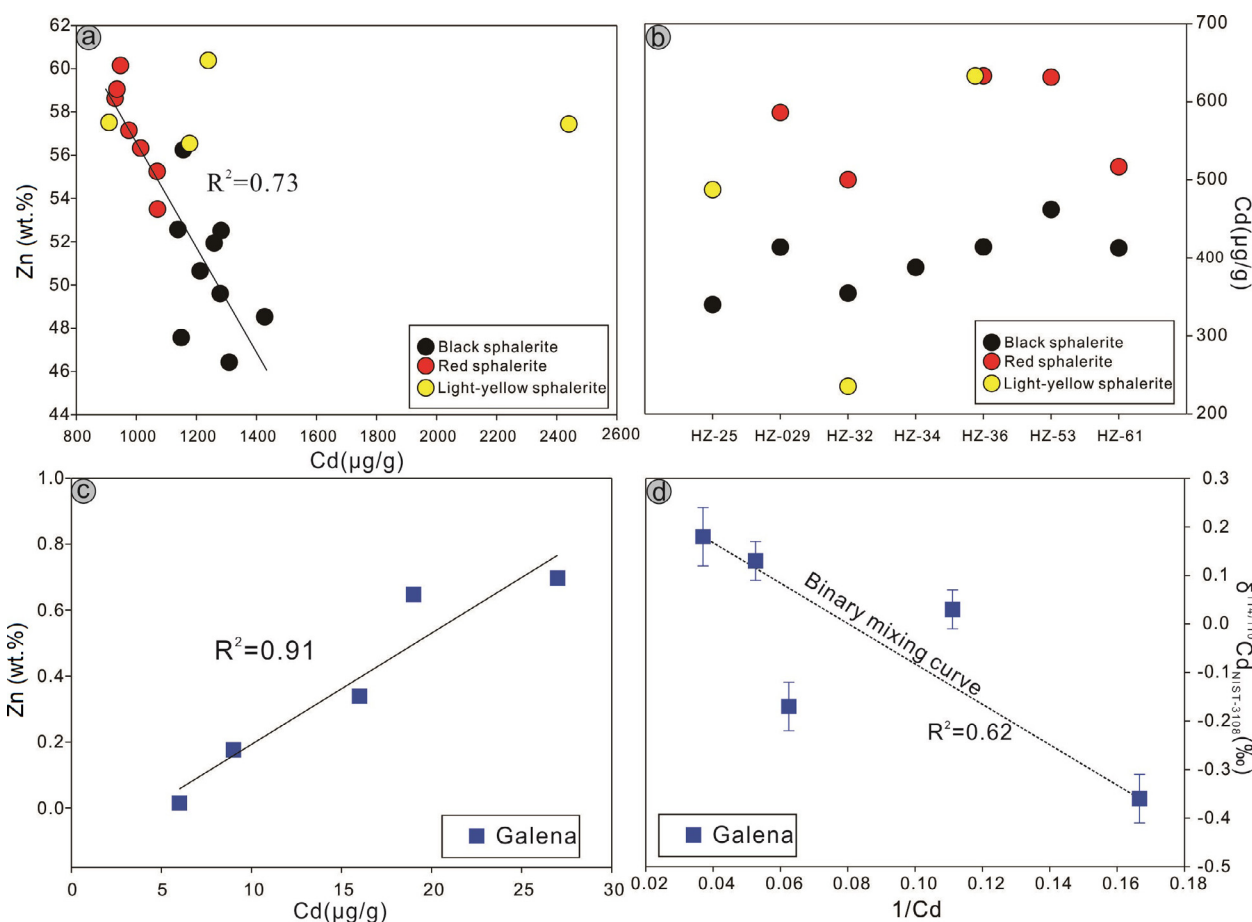 a
62
60
58
56
54
52
50
48
46
44
Zn (wt.%)
R²=0.73
Black sphalerite
Red sphalerite
Light-yellow sphalerite
800 1000 1200 1400 1600 1800 2000 2200 2400 2600
Cd(μg/g)
b
700
600
500
400
300
200
Cd(μg/g)
Black sphalerite
Red sphalerite
Light-yellow sphalerite
HZ-25 HZ-029 HZ-32 HZ-34 HZ-36 HZ-53 HZ-61
c
1.0
0.8
0.6
0.4
0.2
0.0
Zn (wt.%)
R²=0.91
Galena
0 5 10 15 20 25 30
Cd(μg/g)
d
0.3
0.2
0.1
0.0
-0.1
-0.2
-0.3
-0.4
-0.5
Cd NIST-3108 (‰)
Binary mixing curve
R²=0.62
Galena
0.02 0.04 0.06 0.08 0.10 0.12 0.14 0.16 0.18
1/Cd